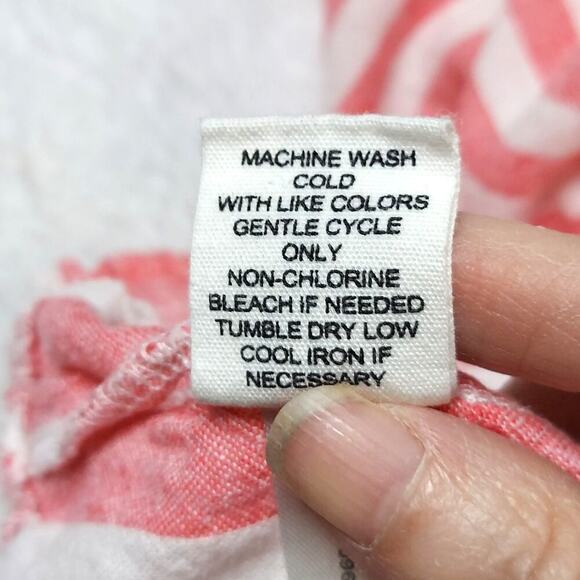 MACHINE WASH
COLD
WITH LIKE COLORS
GENTLE CYCLE
ONLY
NON-CHLORINE
BLEACH IF NEEDED
TUMBLE DRY LOW
COOL IRON IF
NECESSARY